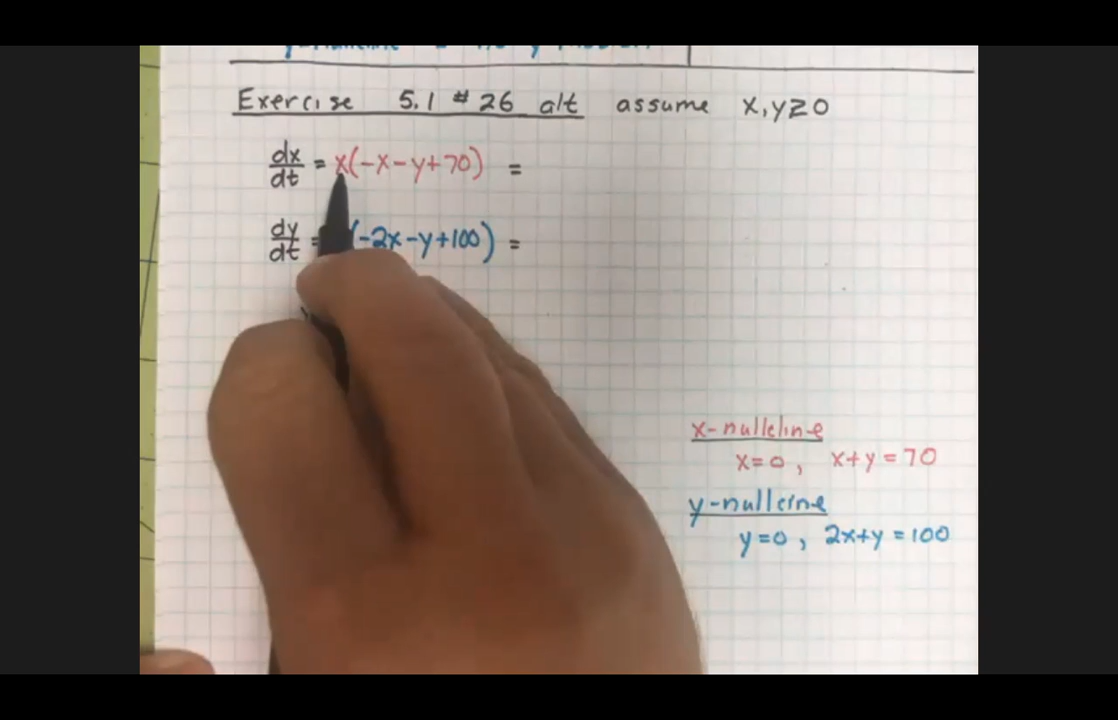 Exercise 5.1 #26 alt assume x,y≥0
dx/dt = x(-x-y+70) =
dy/dt = (-2x-y+100) =
x-nullcline
x=0, x+y=70
y-nullcine
y=0, 2x+y=100